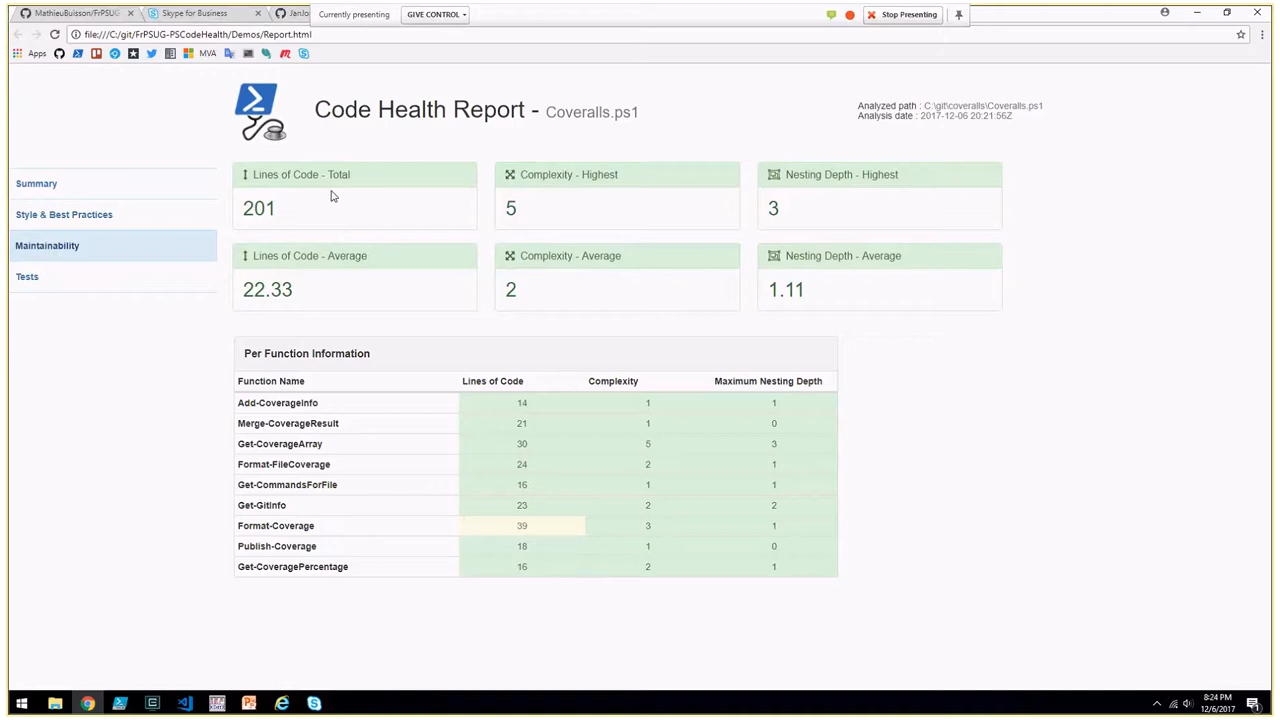 MathieuBuisson/FrPSUG-
Skype for Business
Currently presenting
GIVE CONTROL
Stop Presenting
file:///C:/git/FrPSUG-PSCodeHealth/Demos/Report.html
Apps
MVA
Code Health Report - Coveralls.ps1
Analyzed path : C:\git\coveralls\Coveralls.ps1
Analysis date : 2017-12-06 20:21:56Z
Summary
Style & Best Practices
Maintainability
Tests
Lines of Code - Total
201
Complexity - Highest
5
Nesting Depth - Highest
3
Lines of Code - Average
22.33
Complexity - Average
2
Nesting Depth - Average
1.11
Per Function Information
Function Name Lines of Code Complexity Maximum Nesting Depth
Add-CoverageInfo 14 1 1
Merge-CoverageResult 21 1 0
Get-CoverageArray 30 5 3
Format-FileCoverage 24 2 1
Get-CommandsForFile 16 1 1
Get-GitInfo 23 2 2
Format-Coverage 39 3 1
Publish-Coverage 18 1 0
Get-CoveragePercentage 16 2 1
8:24 PM
12/6/2017